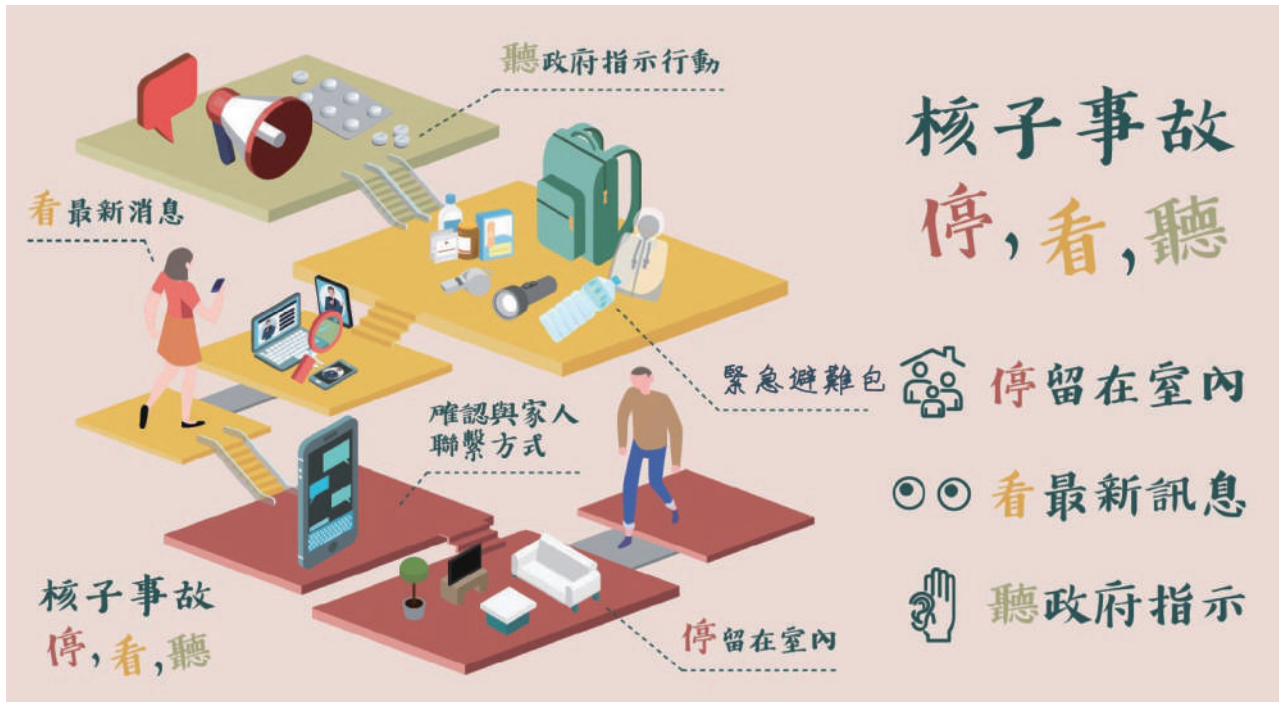 聽政府指示行動
看最新消息
緊急避難包
確認與家人
聯繫方式
停留在室內
核子事故
停,看,聽
核子事故
停,看,聽
停留在室內
看最新訊息
聽政府指示